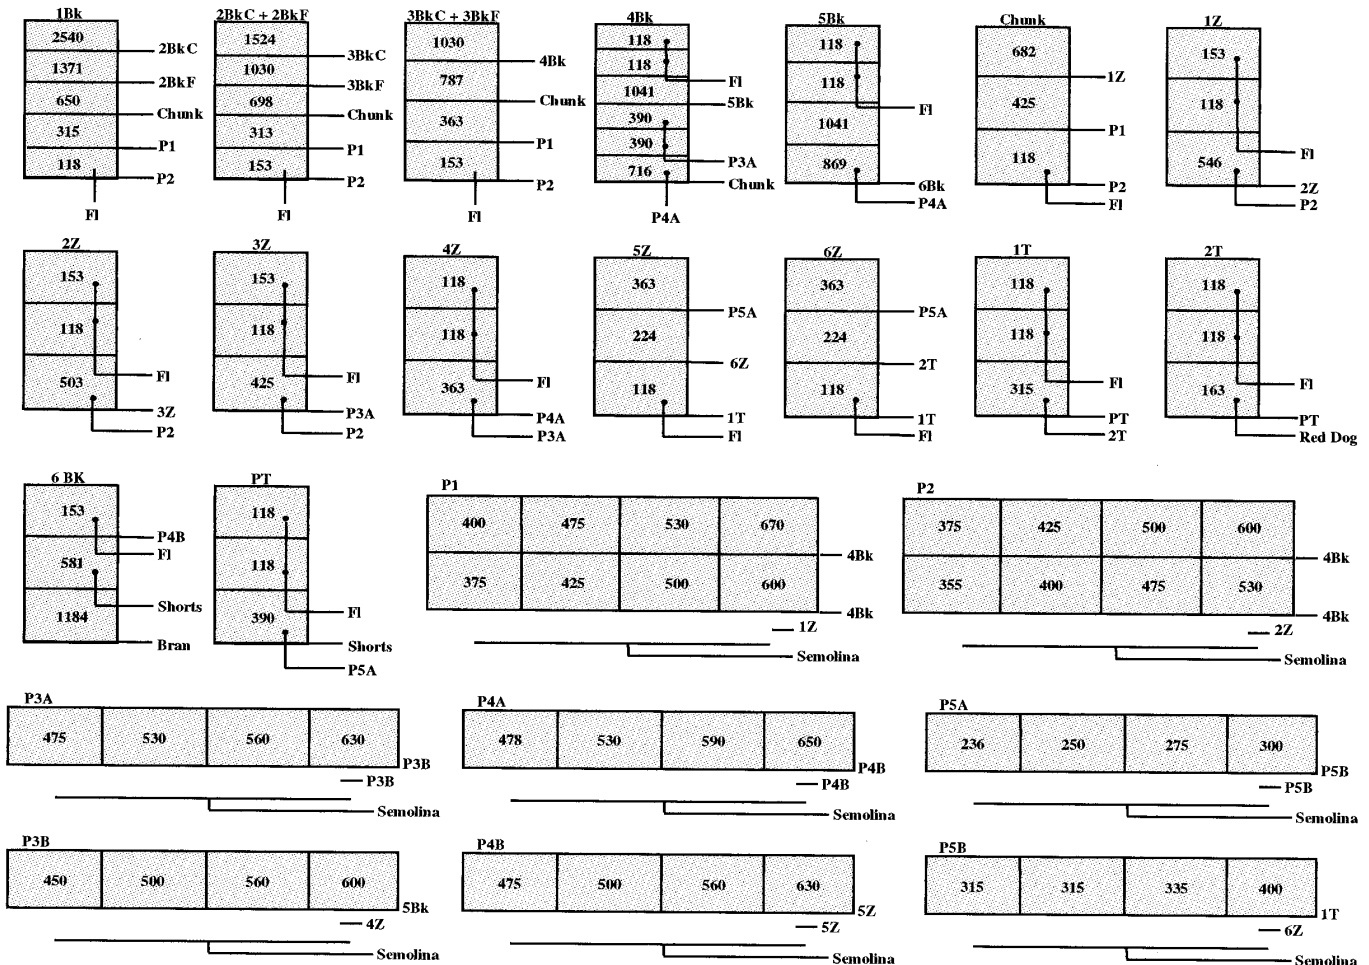 1Bk
2540
2BkC
1371
2BkF
650
Chunk
315
P1
118
P2
Fl
2BkC + 2BkF
1524
3BkC
1030
3BkF
698
Chunk
313
P1
153
P2
Fl
3BkC + 3BkF
1030
4Bk
787
Chunk
363
P1
153
P2
Fl
4Bk
118
118
Fl
1041
5Bk
390
390
P3A
716
Chunk
P4A
5Bk
118
118
Fl
1041
869
6Bk
P4A
Chunk
682
1Z
425
P1
118
P2
Fl
1Z
153
118
Fl
546
2Z
P2
2Z
153
118
Fl
503
3Z
P2
3Z
153
118
Fl
425
P3A
P2
4Z
118
118
Fl
363
P4A
P3A
5Z
363
P5A
224
6Z
118
1T
Fl
6Z
363
P5A
224
2T
118
1T
Fl
1T
118
118
Fl
315
PT
2T
2T
118
118
Fl
163
PT
Red Dog
6 BK
153
P4B
Fl
581
Shorts
1184
Bran
PT
118
118
Fl
390
Shorts
P5A
P1
400 475 530 670
4Bk
375 425 500 600
4Bk
1Z
Semolina
P2
375 425 500 600
4Bk
355 400 475 530
4Bk
2Z
Semolina
P3A
475 530 560 630
P3B
P3B
Semolina
P4A
478 530 590 650
P4B
P4B
Semolina
P5A
236 250 275 300
P5B
P5B
Semolina
P3B
450 500 560 600
5Bk
4Z
Semolina
P4B
475 500 560 630
5Z
5Z
Semolina
P5B
315 315 335 400
1T
6Z
Semolina